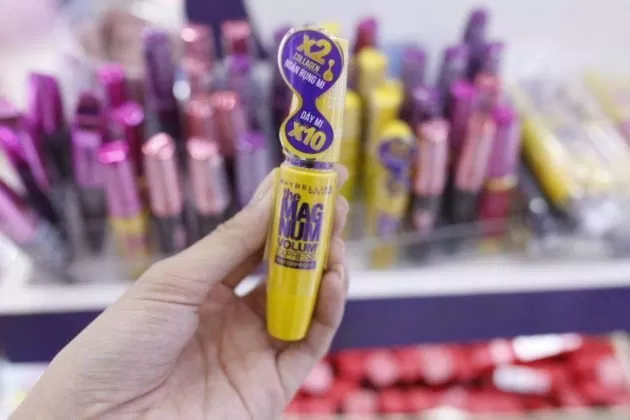 x2
COLLAGEN
NGĂN RỤNG MI
DÀY MI
x10
MAYBELLINE
the
MAG
NUM
VOLUM'
EXPRESS